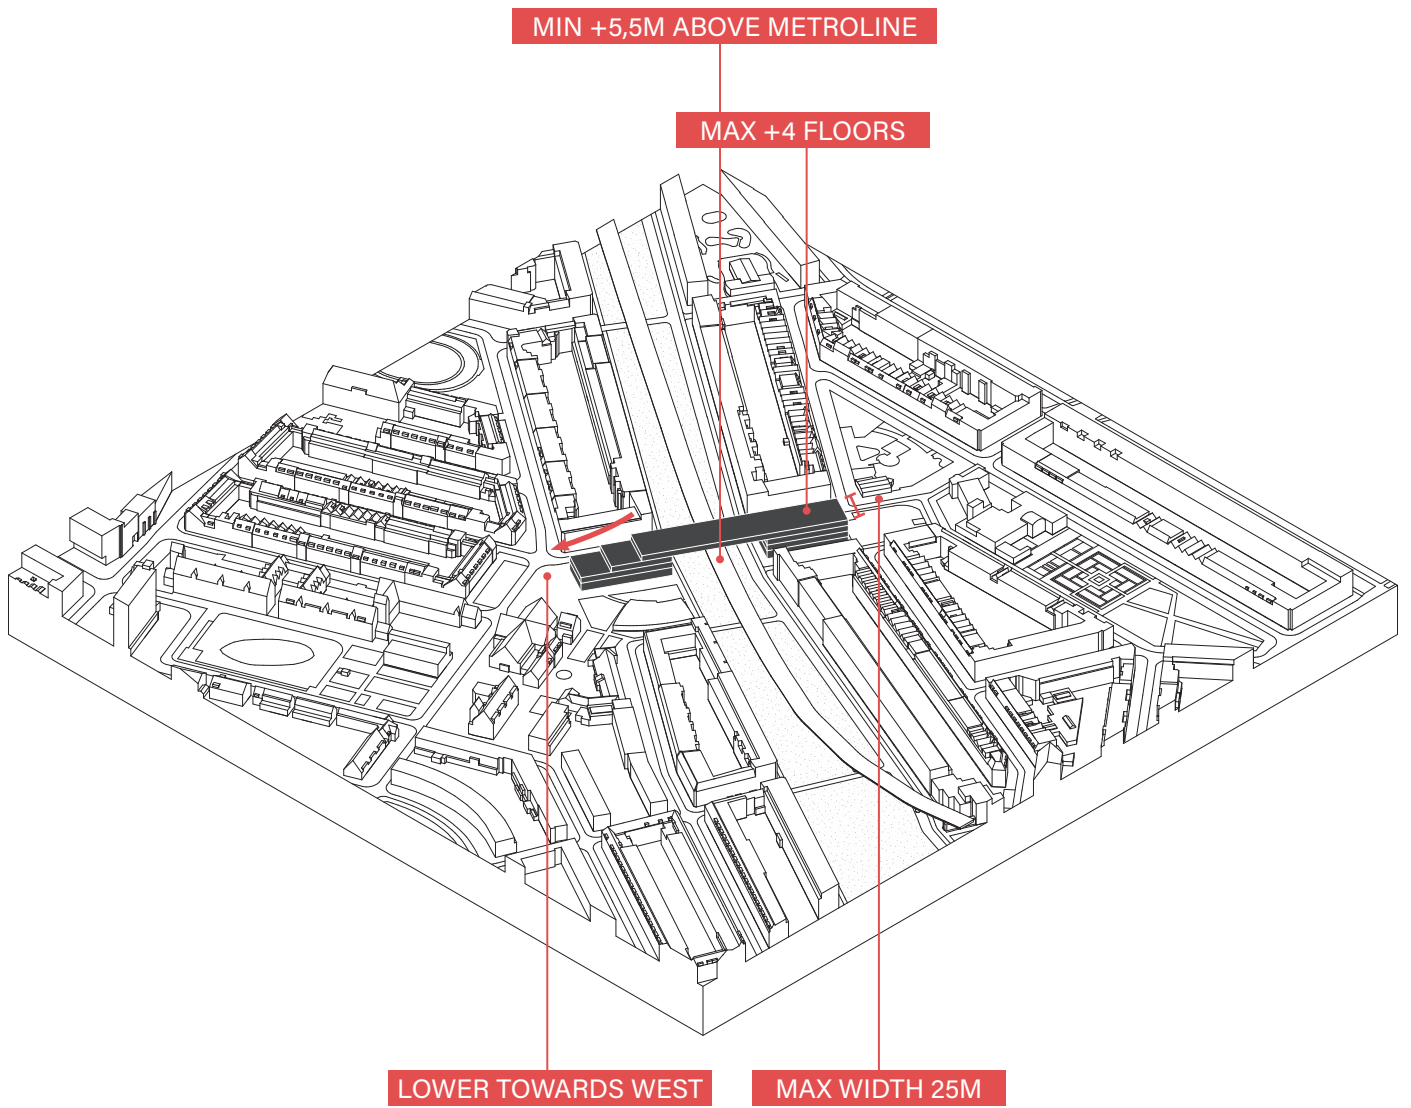 MIN +5,5M ABOVE METROLINE
MAX +4 FLOORS
LOWER TOWARDS WEST
MAX WIDTH 25M